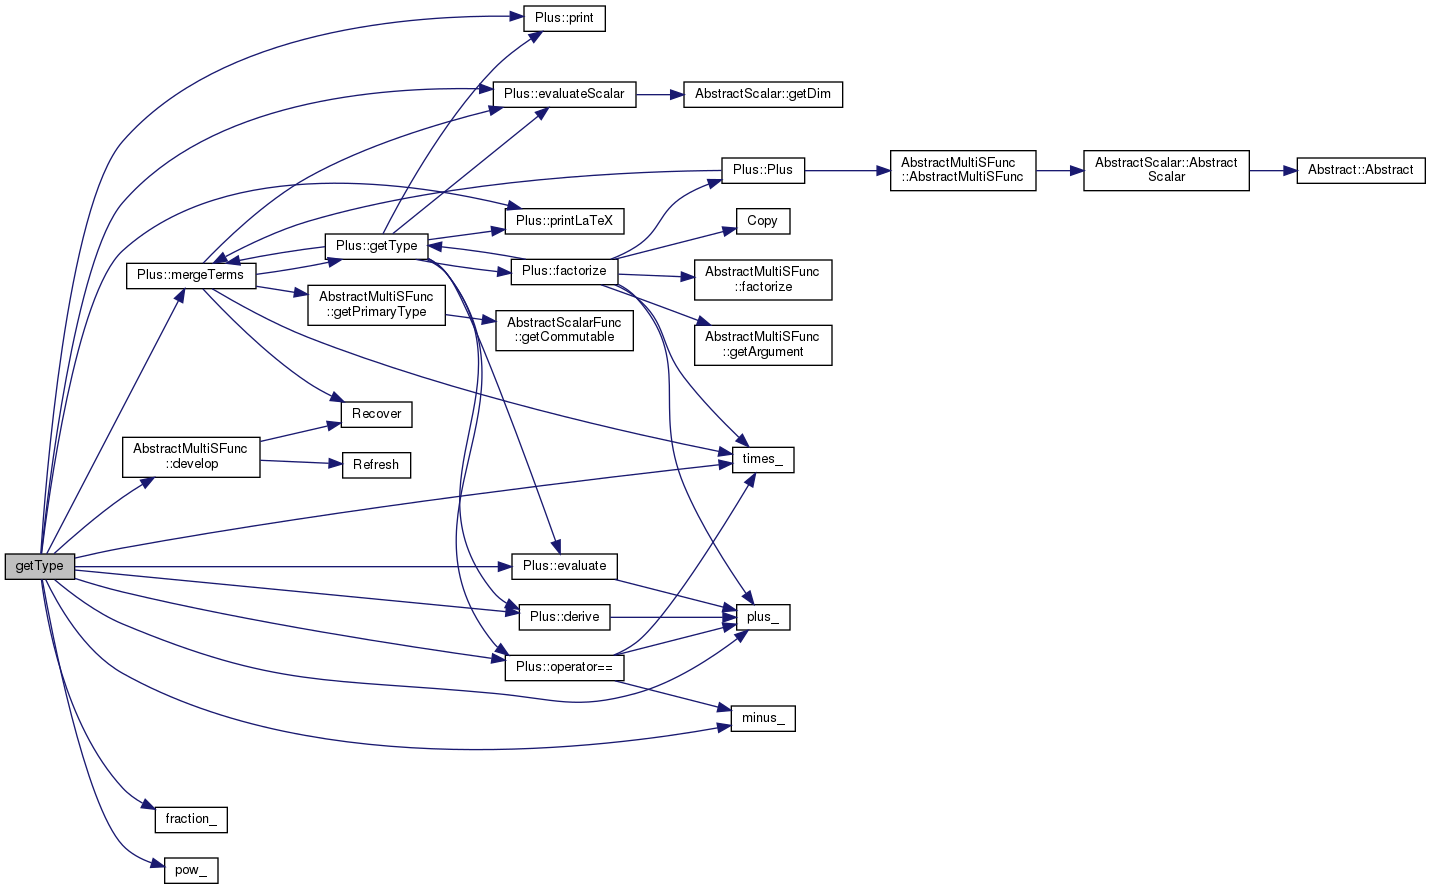 Plus::print
Plus::evaluateScalar
AbstractScalar::getDim
Plus::Plus
AbstractMultiSFunc
::AbstractMultiSFunc
AbstractScalar::Abstract
Scalar
Abstract::Abstract
Plus::printLaTeX
Copy
Plus::getType
Plus::mergeTerms
Plus::factorize
AbstractMultiSFunc
::factorize
AbstractMultiSFunc
::getPrimaryType
AbstractScalarFunc
::getCommutable
AbstractMultiSFunc
::getArgument
Recover
AbstractMultiSFunc
::develop
Refresh
times_
getType
Plus::evaluate
Plus::derive
plus_
Plus::operator==
minus_
fraction_
pow_